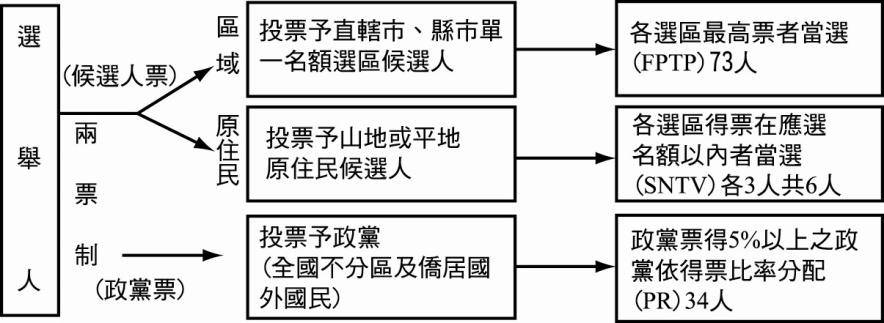 選舉人
兩票制
(候選人票)
(政黨票)
區域
投票予直轄市、縣市單
一名額選區候選人
各選區最高票者當選
(FPTP) 73人
原住民
投票予山地或平地
原住民候選人
各選區得票在應選
名額以內者當選
(SNTV) 各3人共6人
投票予政黨
(全國不分區及僑居國
外國民)
政黨票得5%以上之政
黨依得票比率分配
(PR) 34人